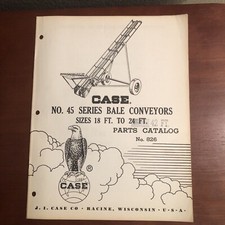 CASE.
NO. 45 SERIES BALE CONVEYORS
SIZES 18 FT. TO 24 FT.
PARTS CATALOG
No. 826
CASE
J. I. CASE CO - RACINE, WISCONSIN - U·S·A·